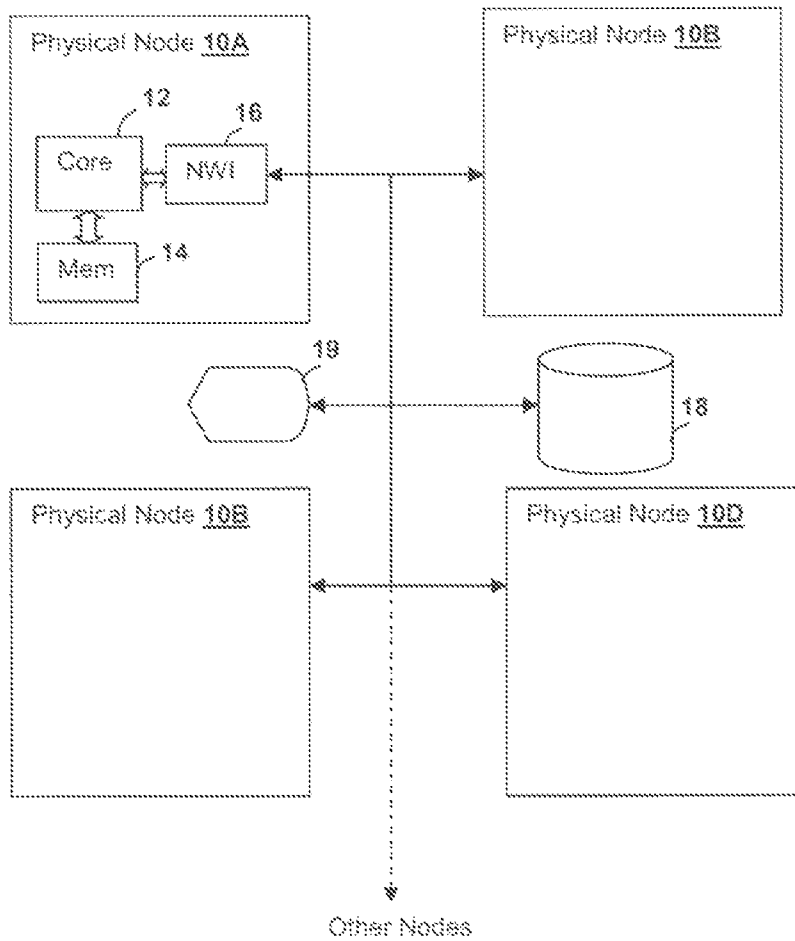 Physical Node 10A
Physical Node 10B
12
16
Core
NWI
14
Mem
19
18
Physical Node 10B
Physical Node 10D
Other Nodes